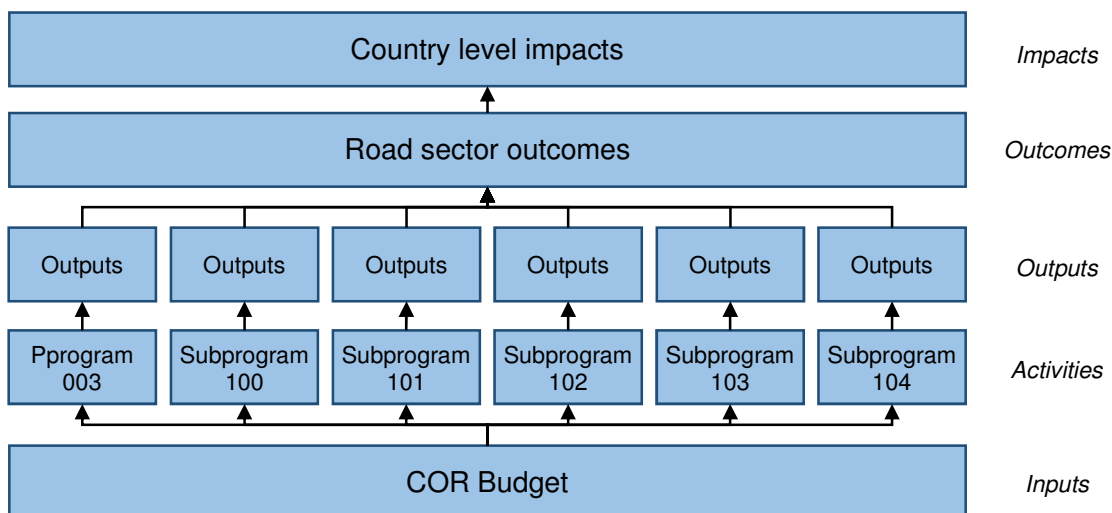 Country level impacts
Impacts
Road sector outcomes
Outcomes
Outputs
Outputs
Outputs
Outputs
Outputs
Outputs
Outputs
Pprogram
003
Subprogram
100
Subprogram
101
Subprogram
102
Subprogram
103
Subprogram
104
Activities
COR Budget
Inputs